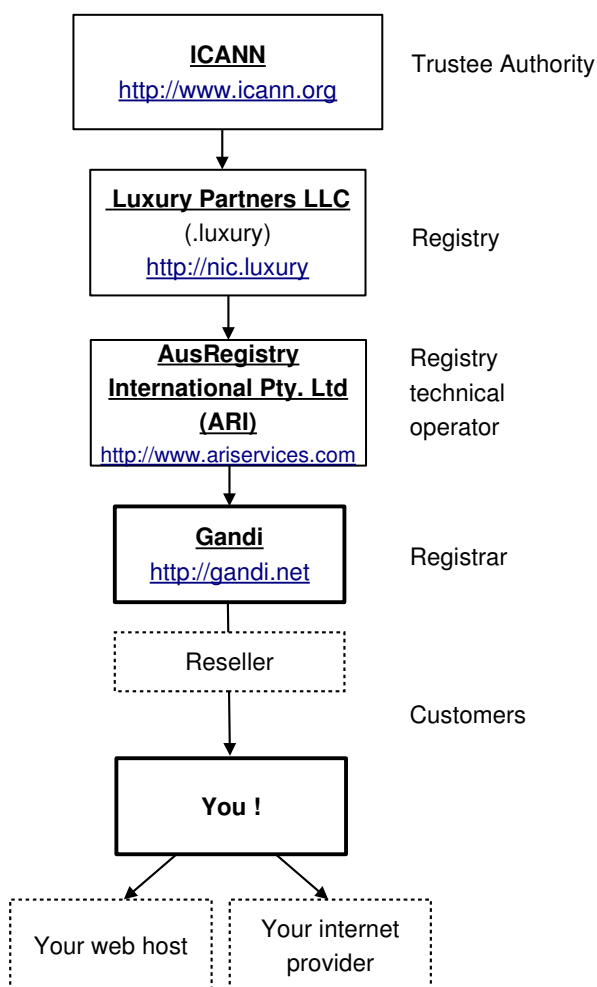 ICANN
http://www.icann.org
Trustee Authority
Luxury Partners LLC
(.luxury)
http://nic.luxury
Registry
AusRegistry
International Pty. Ltd
(ARI)
http://www.ariservices.com
Registry
technical
operator
Gandi
http://gandi.net
Registrar
Reseller
Customers
You !
Your web host
Your internet
provider